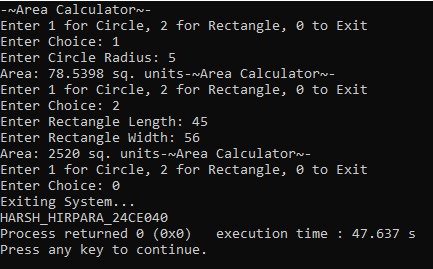 -~Area Calculator~-
Enter 1 for Circle, 2 for Rectangle, 0 to Exit
Enter Choice: 1
Enter Circle Radius: 5
Area: 78.5398 sq. units-~Area Calculator~-
Enter 1 for Circle, 2 for Rectangle, 0 to Exit
Enter Choice: 2
Enter Rectangle Length: 45
Enter Rectangle Width: 56
Area: 2520 sq. units-~Area Calculator~-
Enter 1 for Circle, 2 for Rectangle, 0 to Exit
Enter Choice: 0
Exiting System...
HARSH_HIRPARA_24CE040
Process returned 0 (0x0)   execution time : 47.637 s
Press any key to continue.